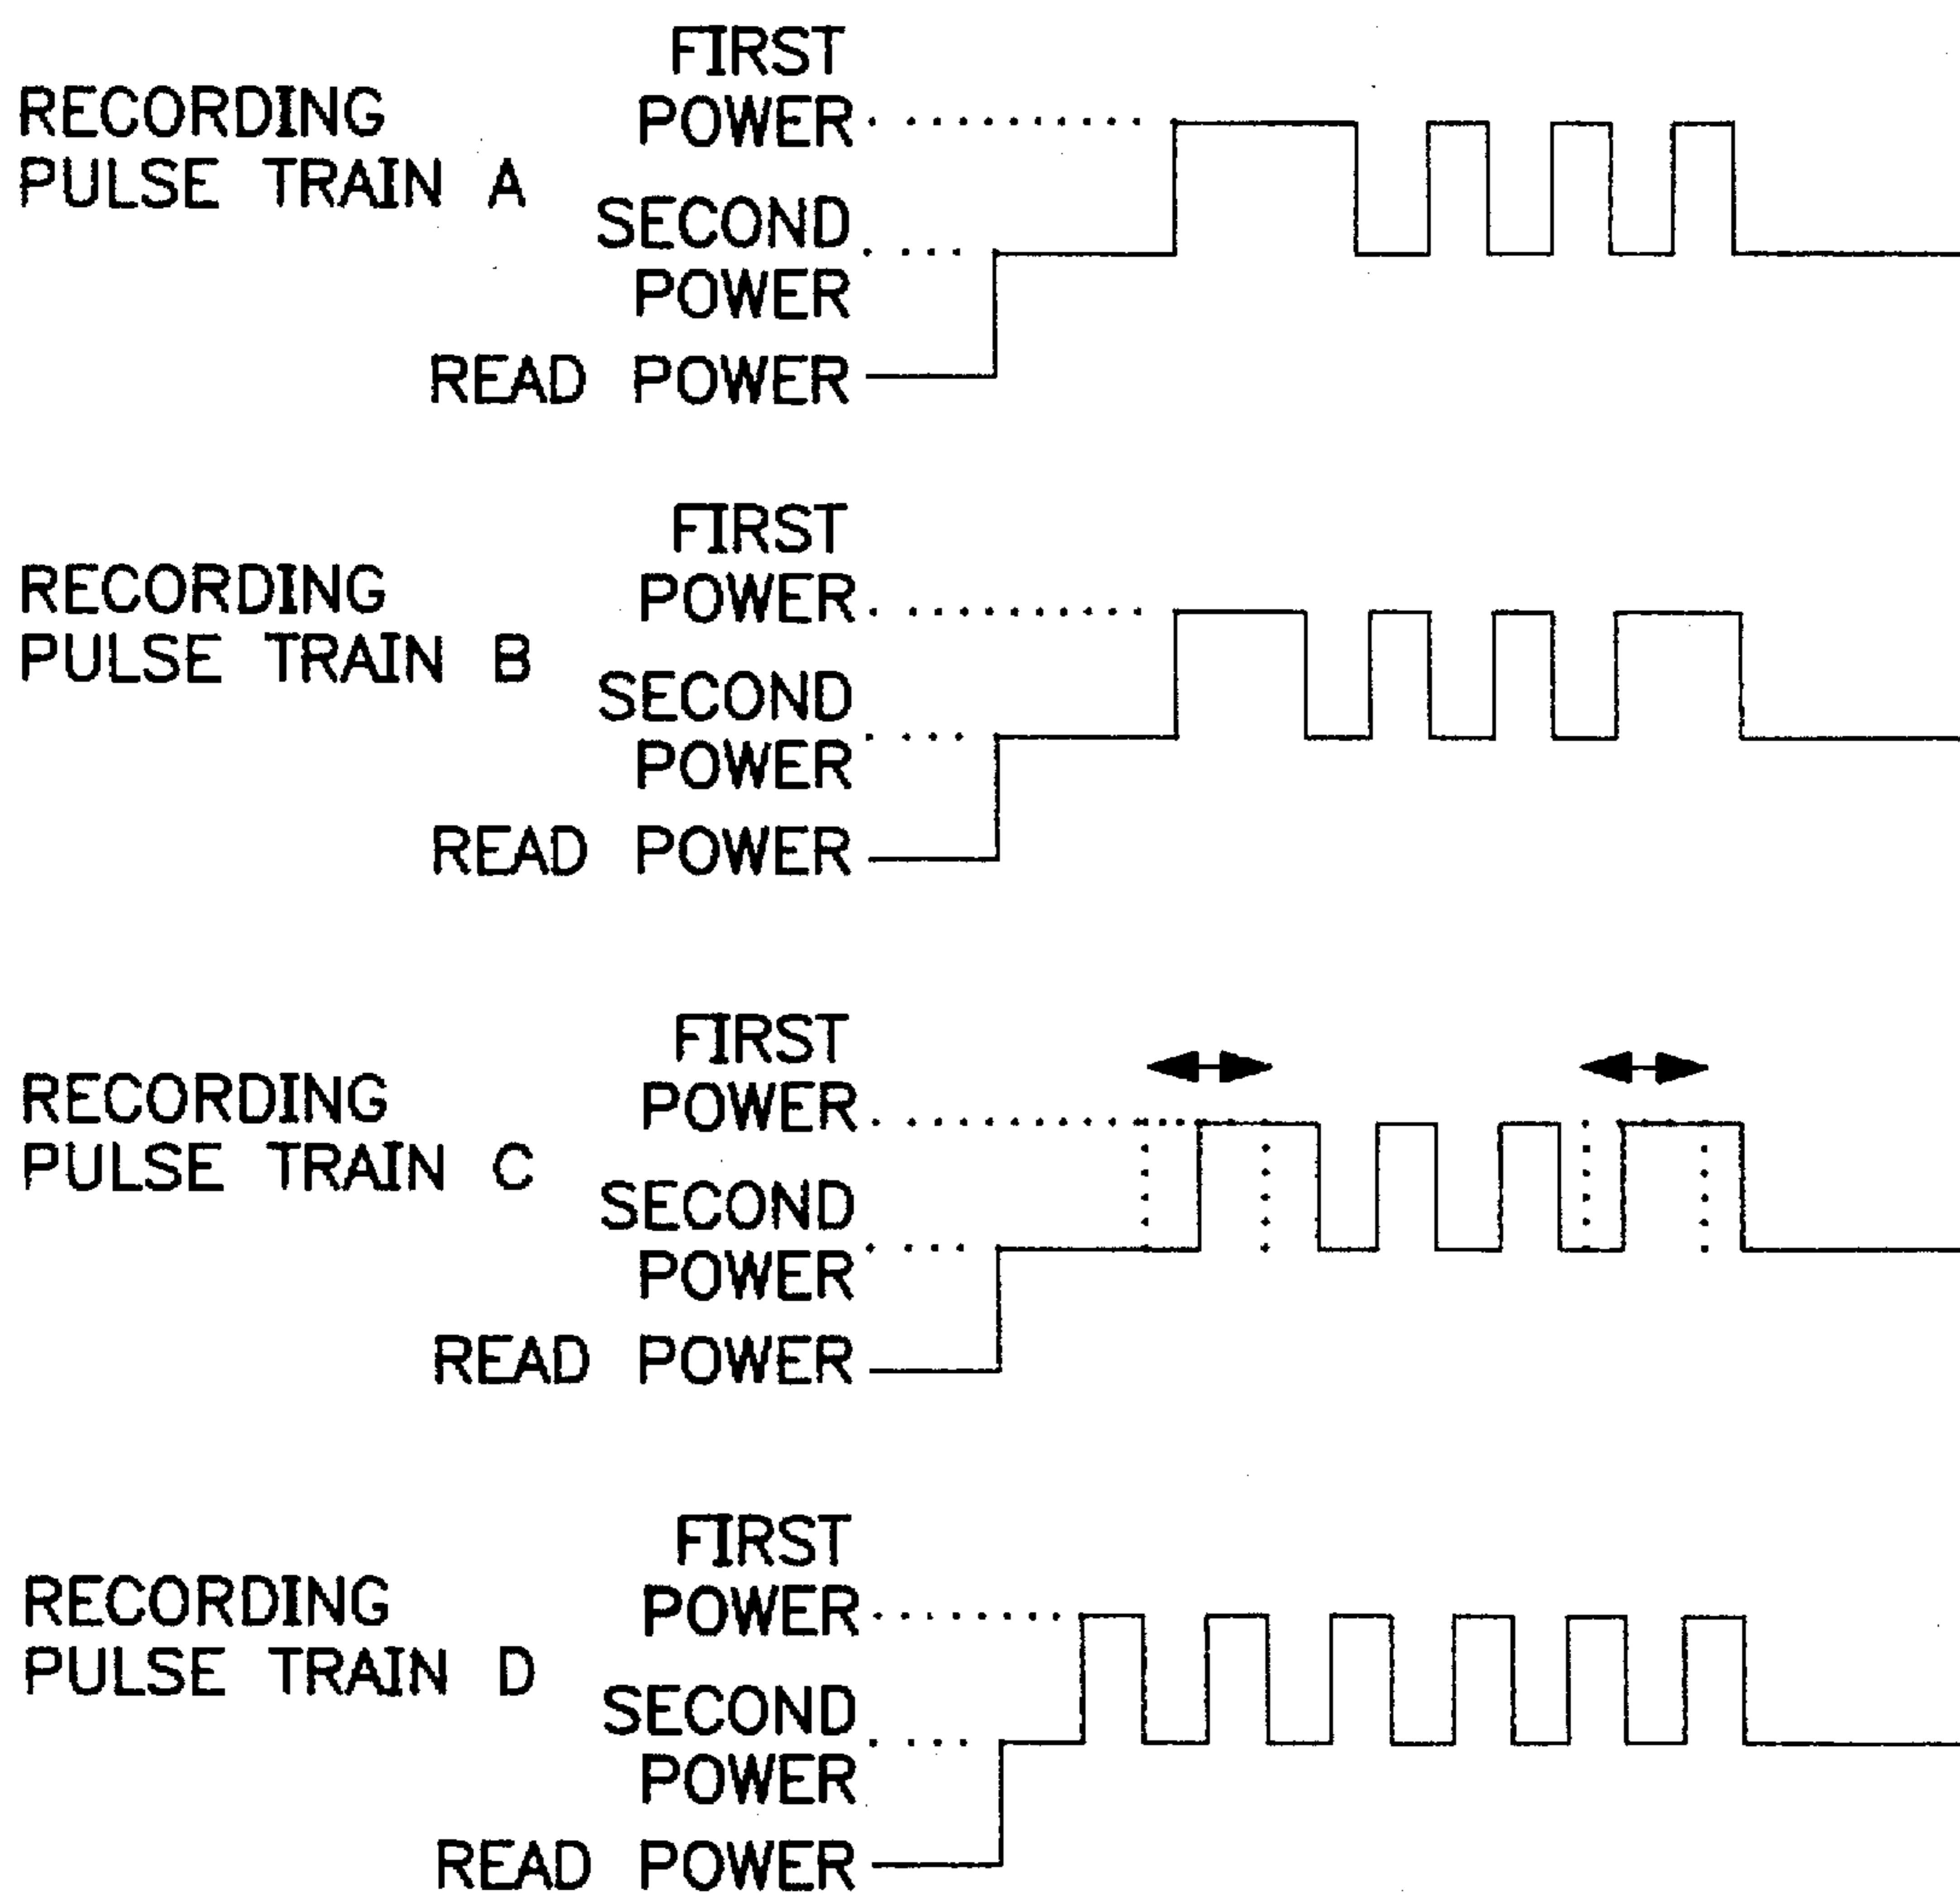 FIRST
RECORDING POWER
PULSE TRAIN A
SECOND
POWER
READ POWER
FIRST
RECORDING POWER
PULSE TRAIN B
SECOND
POWER
READ POWER
FIRST
RECORDING POWER
PULSE TRAIN C
SECOND
POWER
READ POWER
FIRST
RECORDING POWER
PULSE TRAIN D
SECOND
POWER
READ POWER